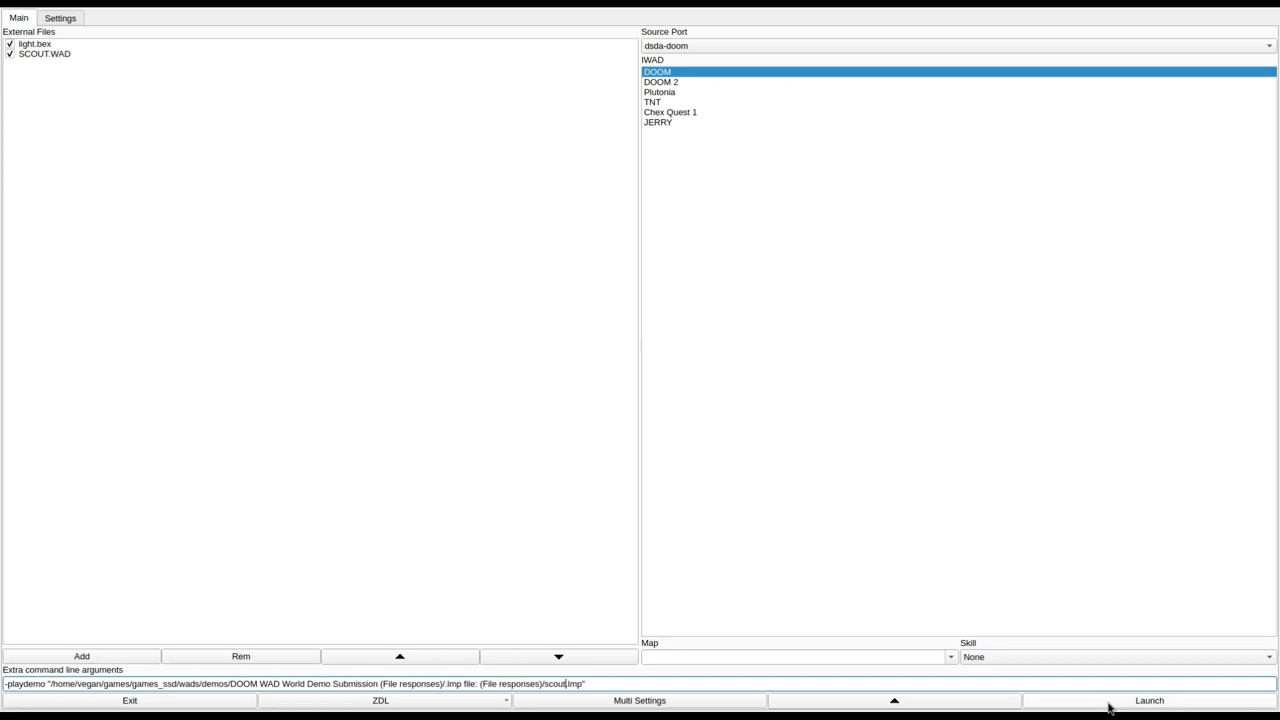 Main
Settings
External Files
light.bex
SCOUT.WAD
Source Port
dsda-doom
IWAD
DOOM
DOOM 2
Plutonia
TNT
Chex Quest 1
JERRY
Map
Skill
None
Add
Rem
Extra command line arguments
-playdemo "/home/vegan/games/games_ssd/wads/demos/DOOM WAD World Demo Submission (File responses)/.lmp file: (File responses)/scout.lmp"
Exit
ZDL
Multi Settings
Launch